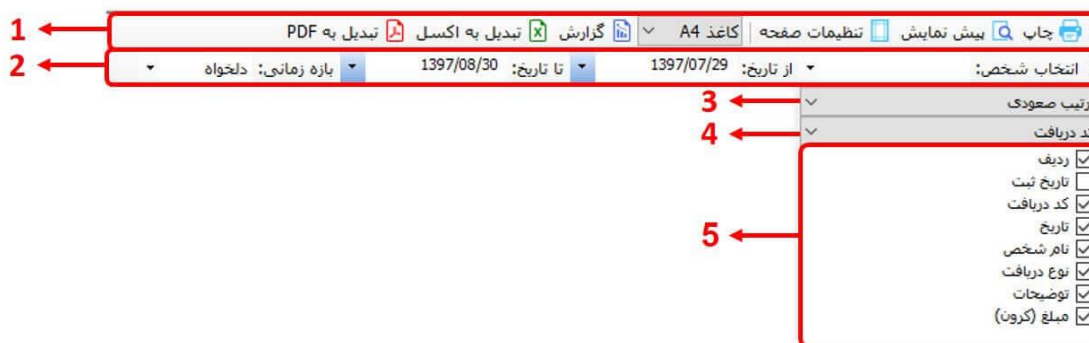 چاپ پیش نمایش تنظیمات صفحه کاغذ A4 گزارش تبدیل به اکسل تبدیل به PDF 1
انتخاب شخص: از تاریخ: 1397/07/29 تا تاریخ: 1397/08/30 بازه زمانی: دلخواه 2
رتیب صعودی 3
د دریافت 4
ردیف
تاریخ ثبت
کد دریافت
تاریخ
نام شخص 5
نوع دریافت
توضیحات
مبلغ (کرون)